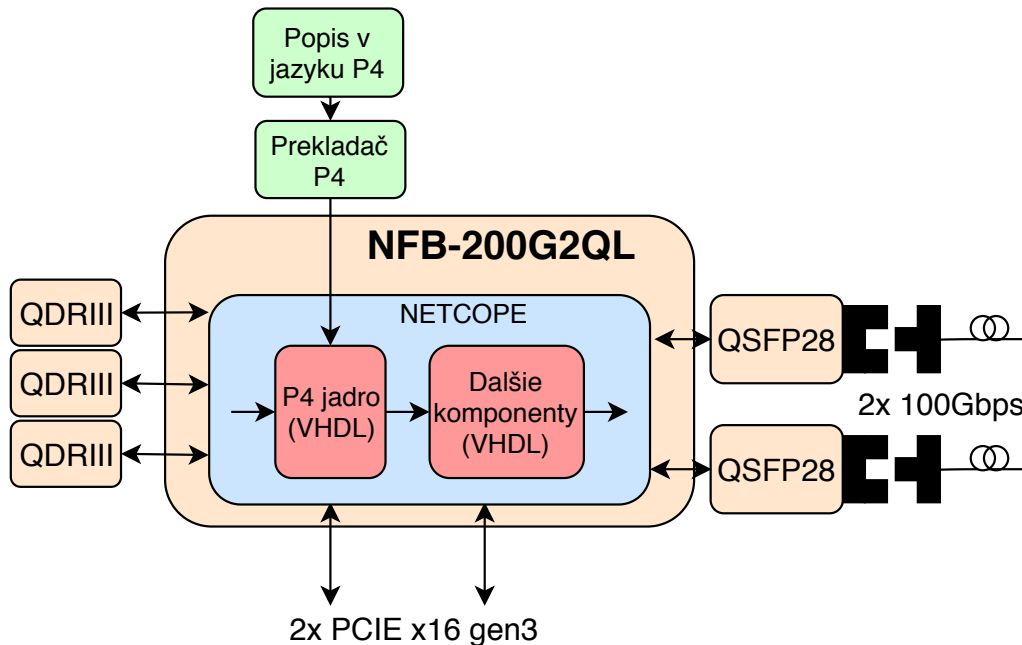 Popis v
jazyku P4
Prekladač
P4
NFB-200G2QL
NETCOPE
QDRIII
QDRIII
QDRIII
P4 jadro
(VHDL)
Dalšie
komponenty
(VHDL)
QSFP28
2x 100Gbps
QSFP28
2x PCIE x16 gen3